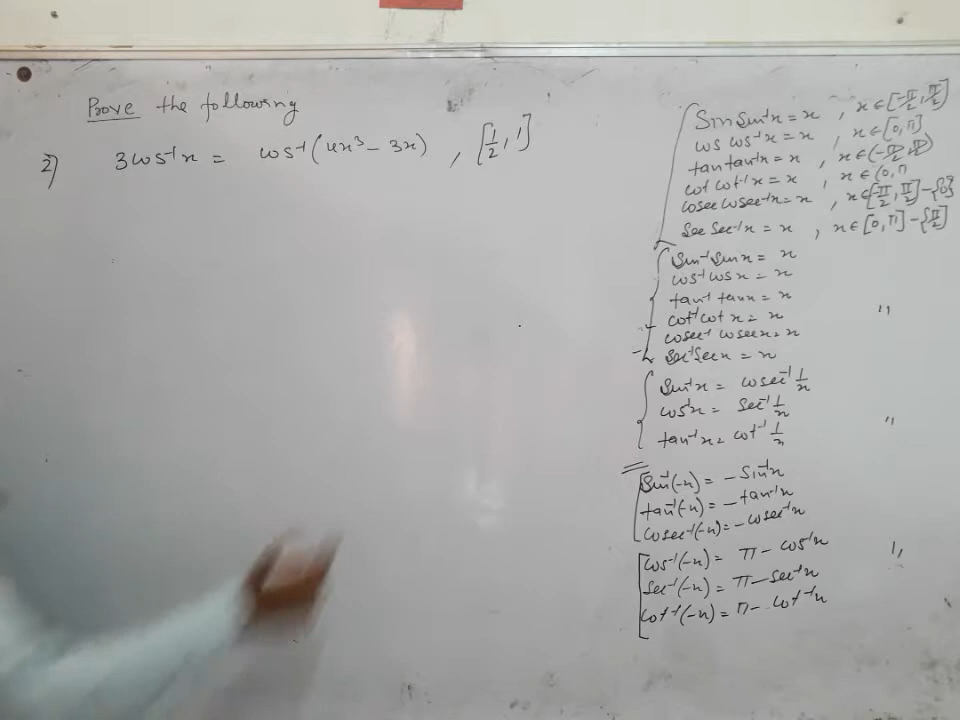 Prove the following
2) 3cos⁻¹x = cos⁻¹(4x³ - 3x) , [1/2, 1]
Sin sin⁻¹x = x , x ∈ [-π/2, π/2]
cos cos⁻¹x = x , x ∈ [0, π]
tan tan⁻¹x = x , x ∈ (-π/2, π/2)
cot cot⁻¹x = x , x ∈ (0, π
cosec cosec⁻¹x = x , x ∈ [-π/2, π/2] - {0}
Sec Sec⁻¹x = x , x ∈ [0, π] - {π/2}
Sin⁻¹ Sin x = x
cos⁻¹ cos x = x
tan⁻¹ tan x = x
cot⁻¹ cot x = x ,,
cosec⁻¹ cosec x = x
Sec⁻¹ Sec x = x
Sin⁻¹x = cosec⁻¹ 1/x
cos⁻¹x = Sec⁻¹ 1/x
tan⁻¹x = cot⁻¹ 1/x ,,
Sin⁻¹(-x) = - Sin⁻¹x
tan⁻¹(-x) = - tan⁻¹x
cosec⁻¹(-x) = - cosec⁻¹x
cos⁻¹(-x) = π - cos⁻¹x ,,
Sec⁻¹(-x) = π - sec⁻¹x
cot⁻¹(-x) = π - cot⁻¹x